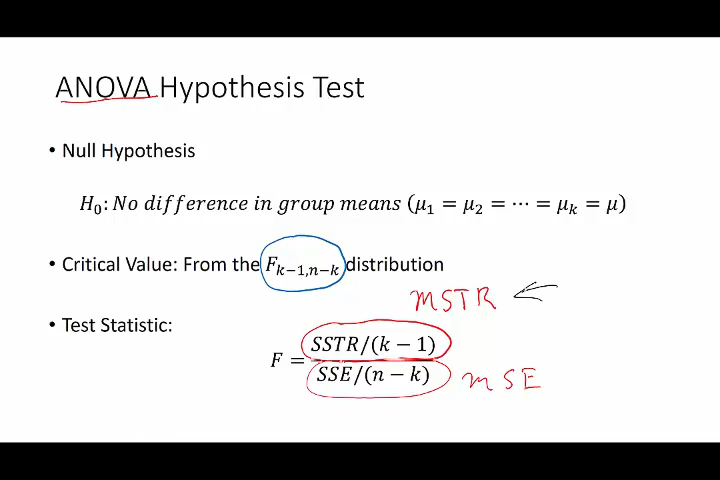 ANOVA Hypothesis Test
• Null Hypothesis
H₀: No difference in group means (μ₁ = μ₂ = ⋯ = μₖ = μ)
• Critical Value: From the Fₖ₋₁,ₙ₋ₖ distribution
MSTR
• Test Statistic:
F = SSTR/(k − 1)
SSE/(n − k) MSE